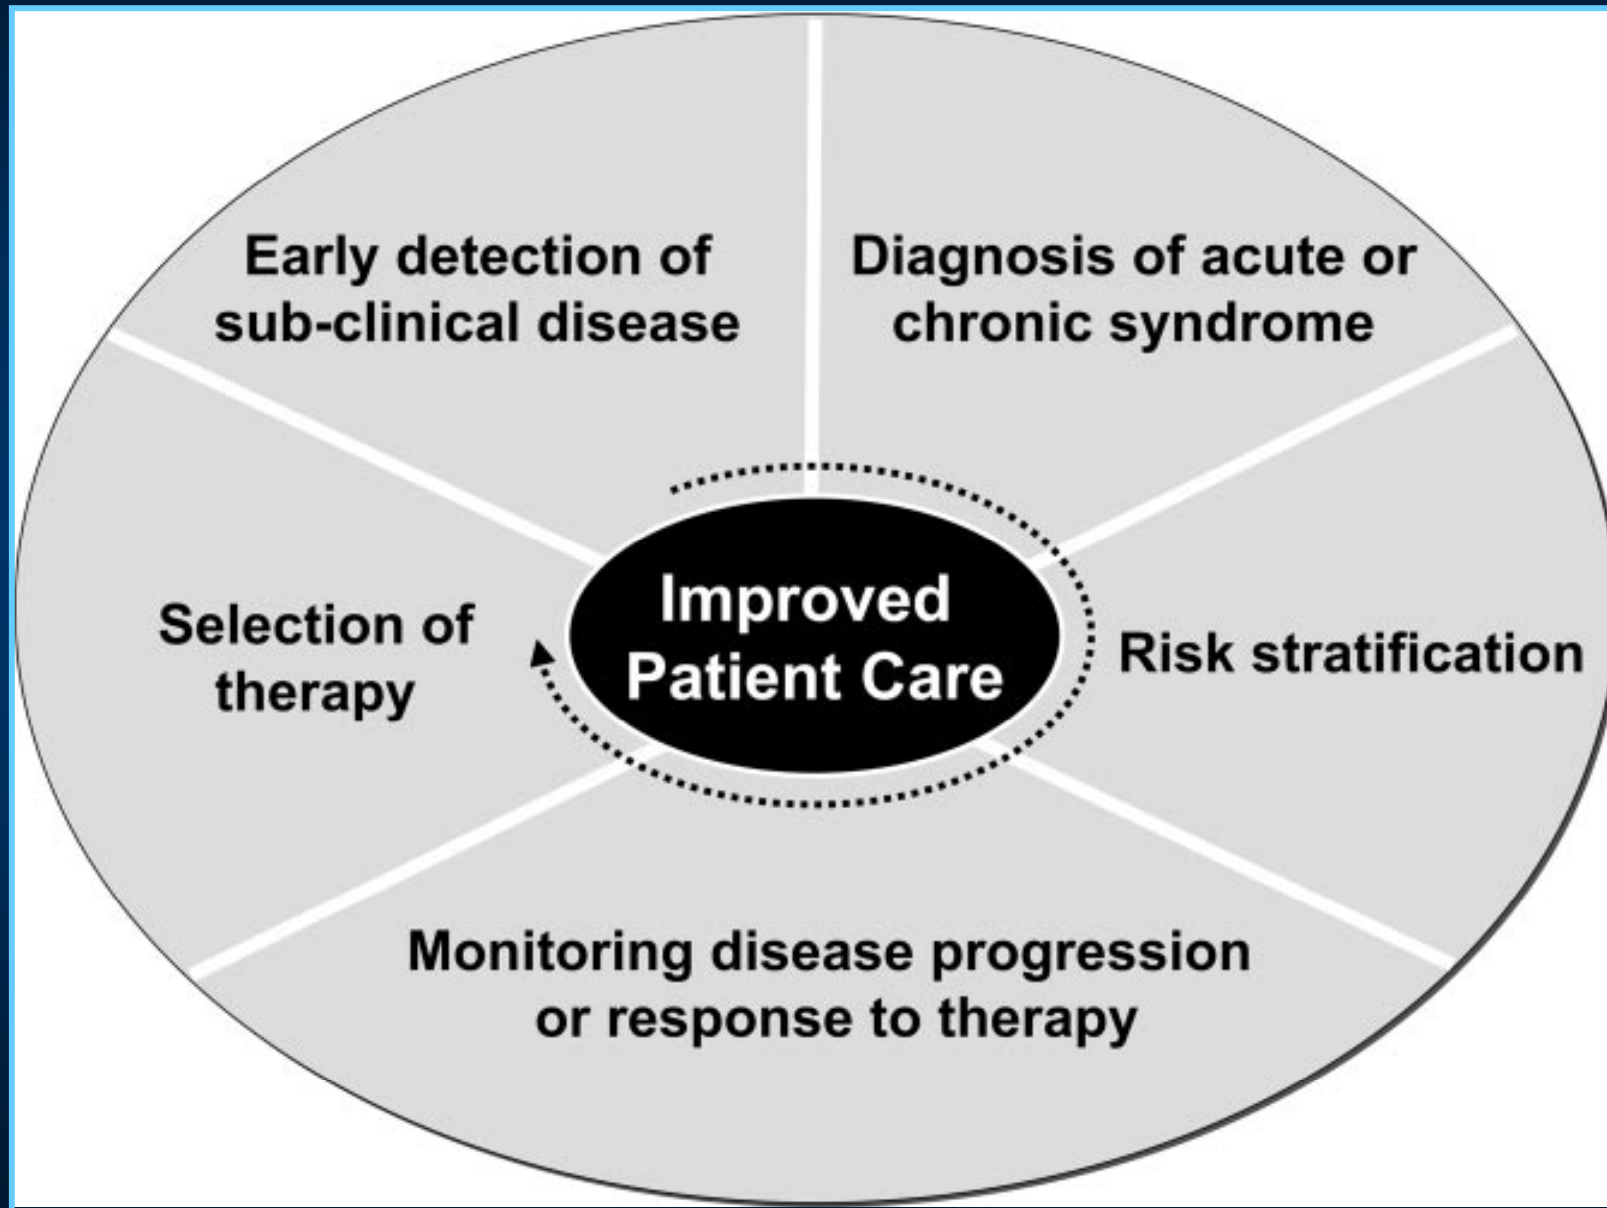 Early detection of
sub-clinical disease
Diagnosis of acute or
chronic syndrome
Improved
Patient Care
Selection of
therapy
Risk stratification
Monitoring disease progression
or response to therapy